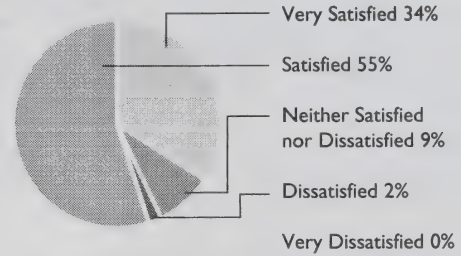 Very Satisfied 34%
Satisfied 55%
Neither Satisfied
nor Dissatisfied 9%
Dissatisfied 2%
Very Dissatisfied 0%